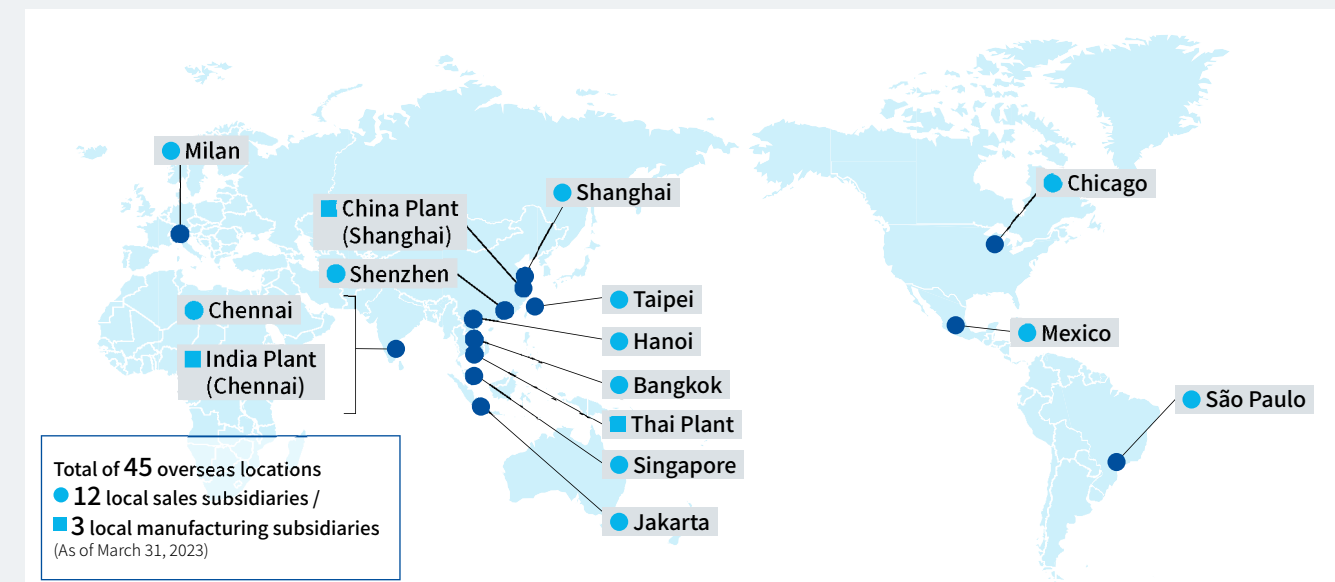 Milan
Shanghai
Chicago
China Plant
(Shanghai)
Shenzhen
Chennai
Taipei
Hanoi
Mexico
India Plant
(Chennai)
Bangkok
São Paulo
Thai Plant
Singapore
Jakarta
Total of 45 overseas locations
12 local sales subsidiaries /
3 local manufacturing subsidiaries
(As of March 31, 2023)